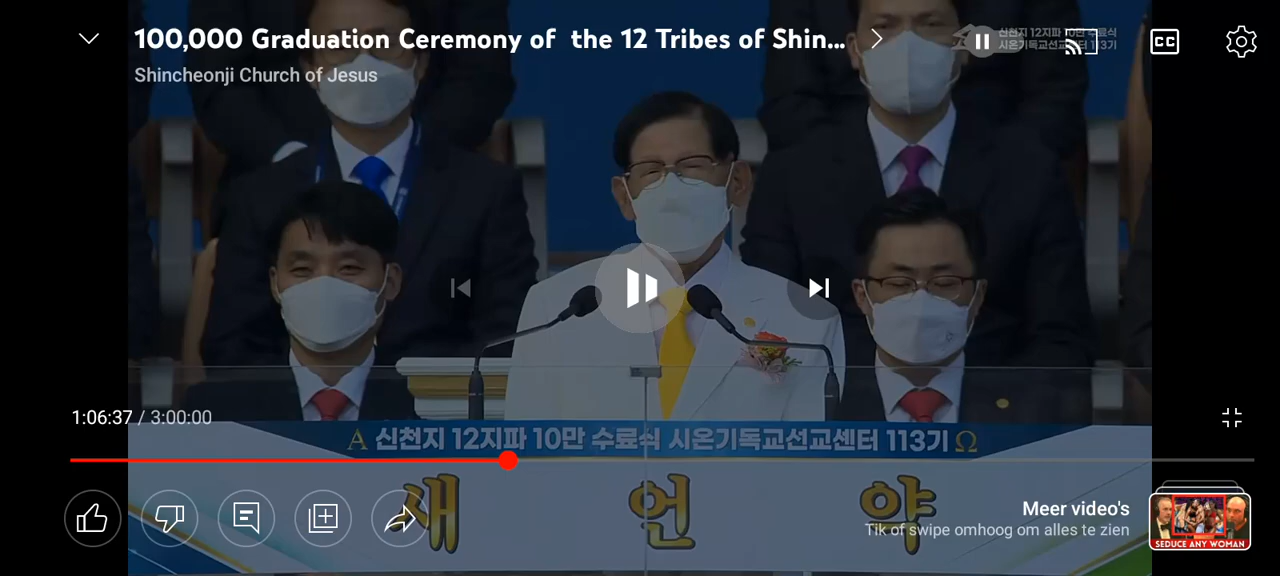 100,000 Graduation Ceremony of the 12 Tribes of Shin...
Shincheonji Church of Jesus
신천지 12지파 10만 수료식
시온기독교선교센터 113기
CC
1:06:37 / 3:00:00
Α 신천지 12지파 10만 수료식 시온기독교선교센터 113기 Ω
새 언 약
Meer video's
Tik of swipe omhoog om alles te zien
SEDUCE ANY WOMAN